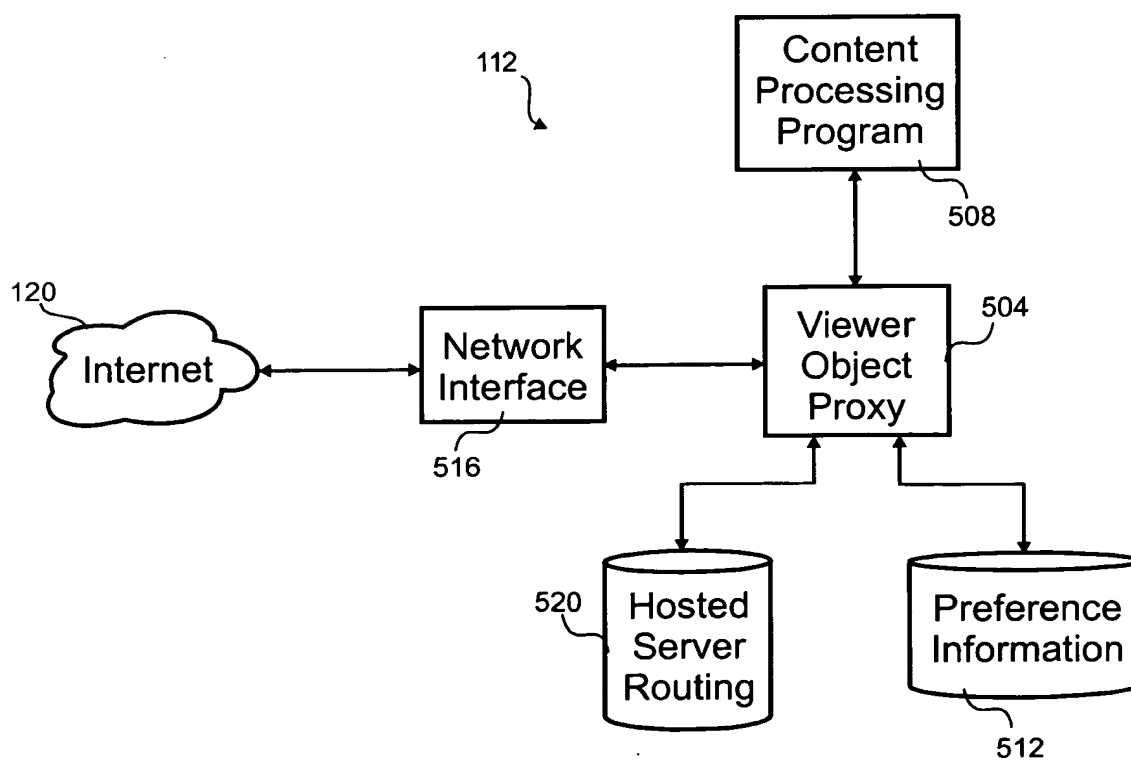 112
Content
Processing
Program
508
120
Internet
Network
Interface
516
Viewer
Object
Proxy
504
520
Hosted
Server
Routing
Preference
Information
512